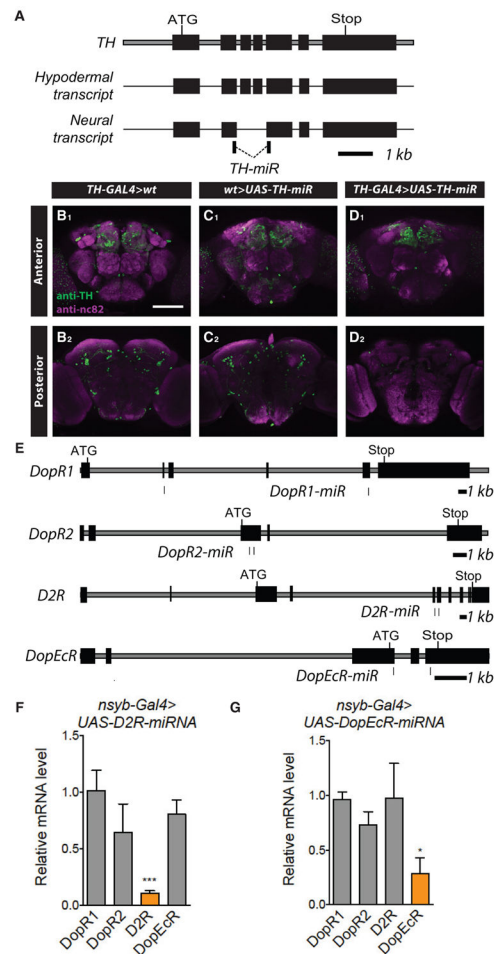 A
ATG
Stop
TH
Hypodermal
transcript
Neural
transcript
TH-miR
1 kb
TH-GAL4>wt
wt>UAS-TH-miR
TH-GAL4>UAS-TH-miR
Anterior
B1
C1
D1
anti-TH
anti-nc82
Posterior
B2
C2
D2
E
ATG
Stop
DopR1
DopR1-miR
1 kb
ATG
Stop
DopR2
DopR2-miR
1 kb
ATG
Stop
D2R
D2R-miR
1 kb
ATG
Stop
DopEcR
DopEcR-miR
1 kb
F
nsyb-Gal4>
UAS-D2R-miRNA
Relative mRNA level
1.5
1.0
0.5
0.0
***
DopR1
DopR2
D2R
DopEcR
G
nsyb-Gal4>
UAS-DopEcR-miRNA
Relative mRNA level
1.5
1.0
0.50
0.0
*
DopR1
DopR2
D2R
DopEcR